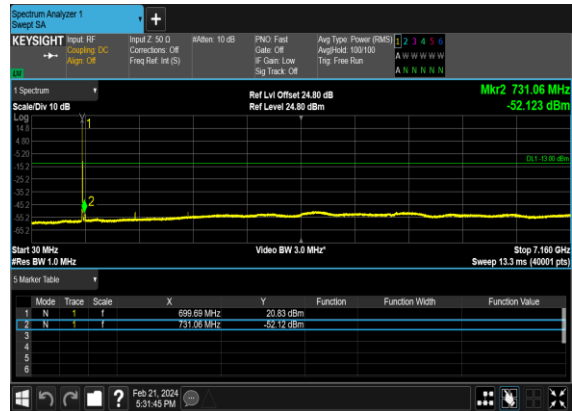 Spectrum Analyzer 1
Swept SA
+
KEYSIGHT Input: RF Input Z: 50 Ω #Atten: 10 dB PNO: Fast Avg Type: Power (RMS) 1 2 3 4 5 6
Coupling: DC Corrections: Off Gate: Off Avg|Hold: 100/100 A W W W W W
Align: Off Freq Ref: Int (S) IF Gain: Low Trig: Free Run
Sig Track: Off A N N N N N
1 Spectrum Ref Lvl Offset 24.80 dB Mkr2 731.06 MHz
Scale/Div 10 dB Ref Level 24.80 dBm -52.123 dBm
Log
14.8 1
4.80
-5.20
-15.2 DL1 -13.00 dBm
-25.2
-35.2
-45.2 2
-55.2
-65.2
Start 30 MHz Video BW 3.0 MHz* Stop 7.160 GHz
#Res BW 1.0 MHz Sweep 13.3 ms (40001 pts)
5 Marker Table
Mode Trace Scale X Y Function Function Width Function Value
1 N 1 f 699.69 MHz 20.83 dBm
2 N 1 f 731.06 MHz -52.12 dBm
3
4
5
6
? Feb 21, 2024
5:31:45 PM